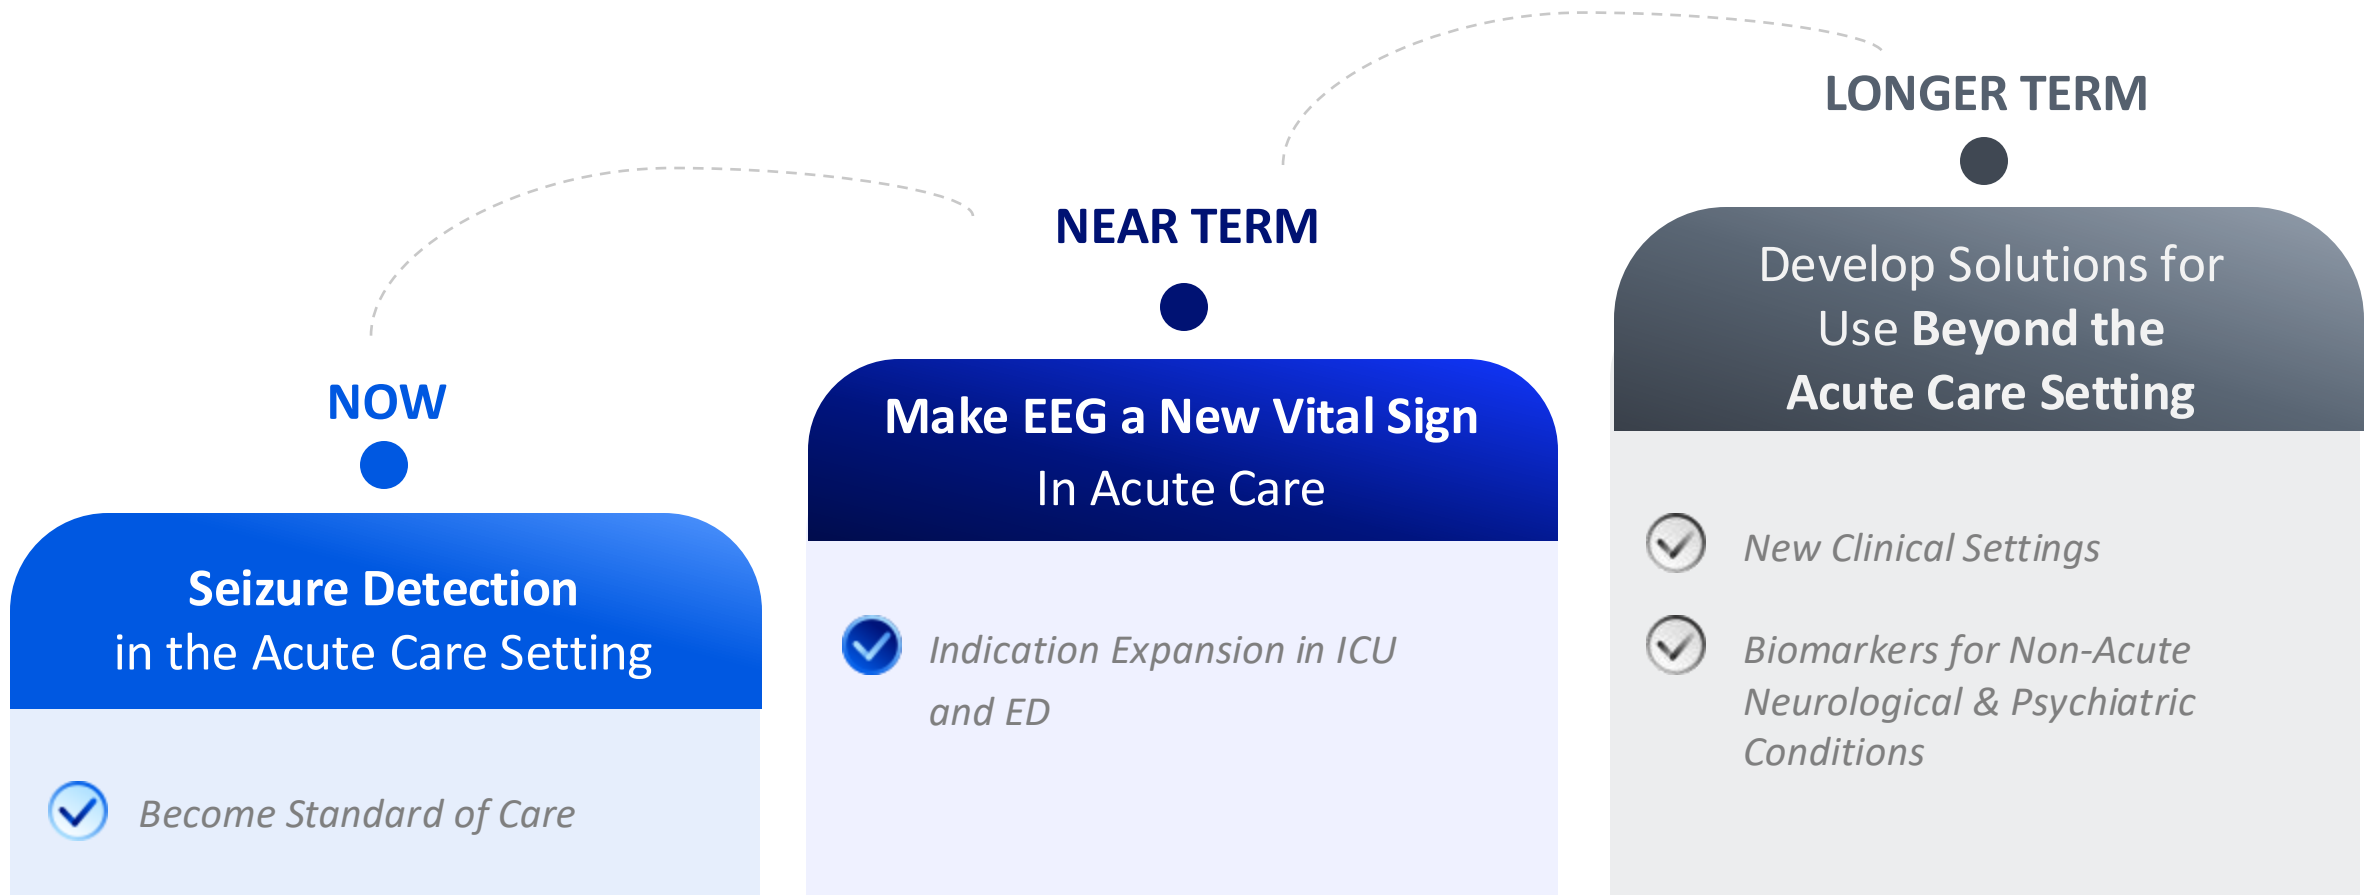 NOW
Seizure Detection
in the Acute Care Setting
Become Standard of Care
NEAR TERM
Make EEG a New Vital Sign
In Acute Care
Indication Expansion in ICU
and ED
LONGER TERM
Develop Solutions for
Use Beyond the
Acute Care Setting
New Clinical Settings
Biomarkers for Non-Acute
Neurological & Psychiatric
Conditions